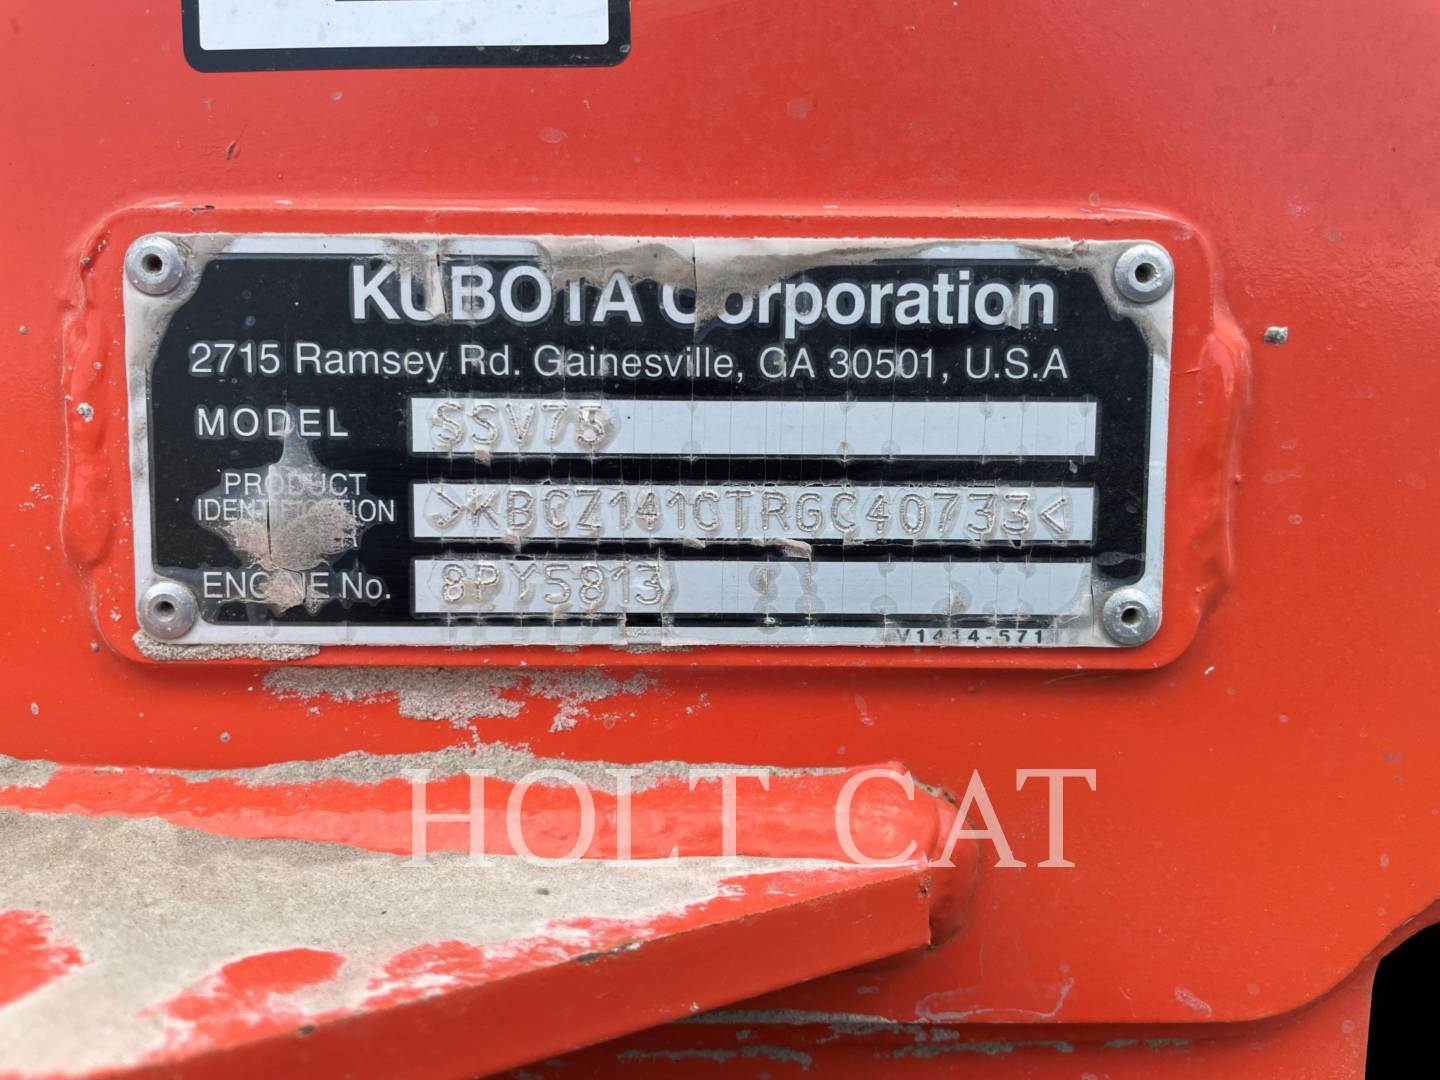 KUBOTA Corporation
2715 Ramsey Rd. Gainesville, GA 30501, U.S.A
MODEL SSV75
PRODUCT
IDENTIFICATION >KBCZ141CTRGC40733<
ENGINE No. 8PY5813
V1414-571
HOLT CAT